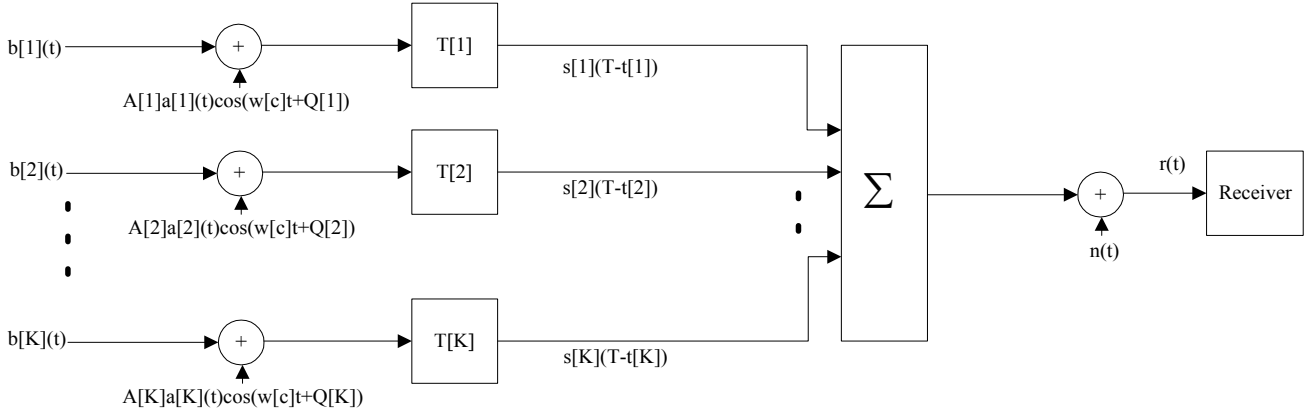 b[1](t)
+
T[1]
s[1](T-t[1])
A[1]a[1](t)cos(w[c]t+Q[1])
b[2](t)
+
T[2]
s[2](T-t[2])
A[2]a[2](t)cos(w[c]t+Q[2])
∑
+
r(t)
Receiver
n(t)
b[K](t)
+
T[K]
s[K](T-t[K])
A[K]a[K](t)cos(w[c]t+Q[K])